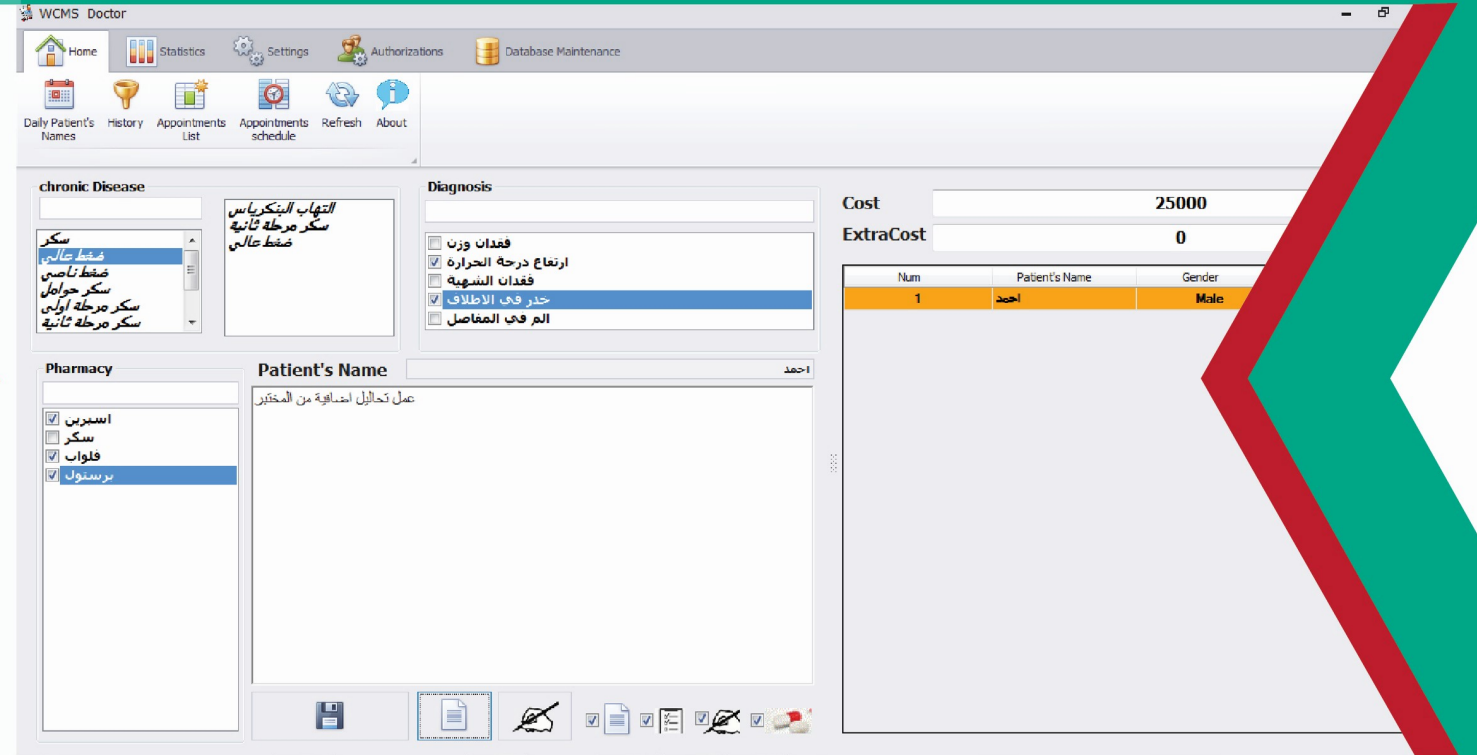 WCMS Doctor
Home
Statistics
Settings
Authorizations
Database Maintenance
Daily Patient's Names
History
Appointments List
Appointments schedule
Refresh
About
chronic Disease
سكر
ضغط عالي
ضغط ناصي
سكر حوامل
سكر مرحلة اولى
سكر مرحلة ثانية
التهاب البنكرياس
سكر مرحلة ثانية
ضغط عالي
Diagnosis
فقدان وزن
ارتفاع درجة الحرارة
فقدان الشهية
خدر في الاطلاف
الم في المفاصل
Cost
25000
ExtraCost
0
Num
Patient's Name
Gender
1
احمد
Male
Pharmacy
اسبرين
سكر
فلواب
برستول
Patient's Name
احمد
عمل تحاليل اضافية من المختبر